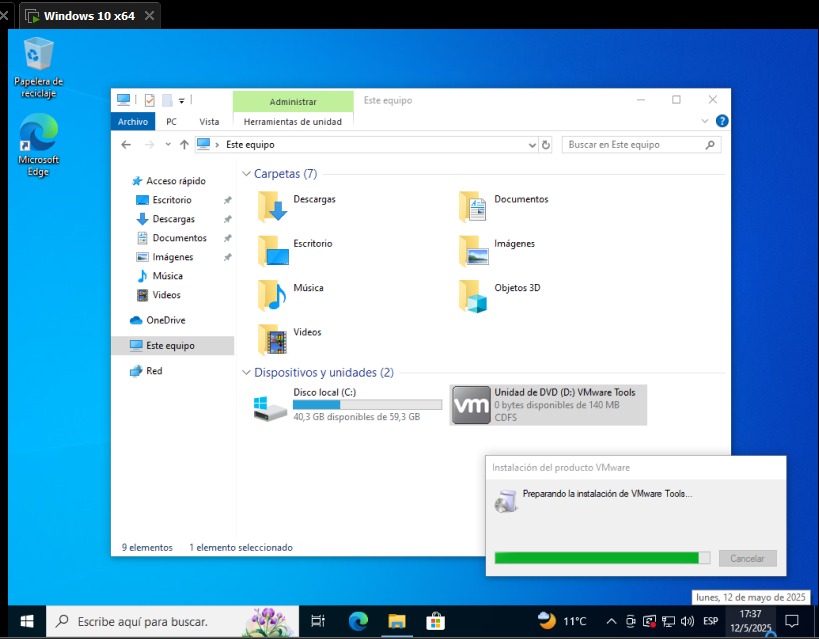 Windows 10 x64
Papelera de
reciclaje
Microsoft
Edge
Administrar
Este equipo
Archivo
PC
Vista
Herramientas de unidad
Este equipo
Buscar en Este equipo
Acceso rápido
Escritorio
Descargas
Documentos
Imágenes
Música
Videos
OneDrive
Este equipo
Red
Carpetas (7)
Descargas
Documentos
Escritorio
Imágenes
Música
Objetos 3D
Videos
Dispositivos y unidades (2)
Disco local (C:)
40,3 GB disponibles de 59,3 GB
vm
Unidad de DVD (D:) VMware Tools
0 bytes disponibles de 140 MB
CDFS
9 elementos
1 elemento seleccionado
Instalación del producto VMware
Preparando la instalación de VMware Tools...
Cancelar
lunes, 12 de mayo de 2025
Escribe aquí para buscar.
11°C
ESP
17:37
12/5/2025